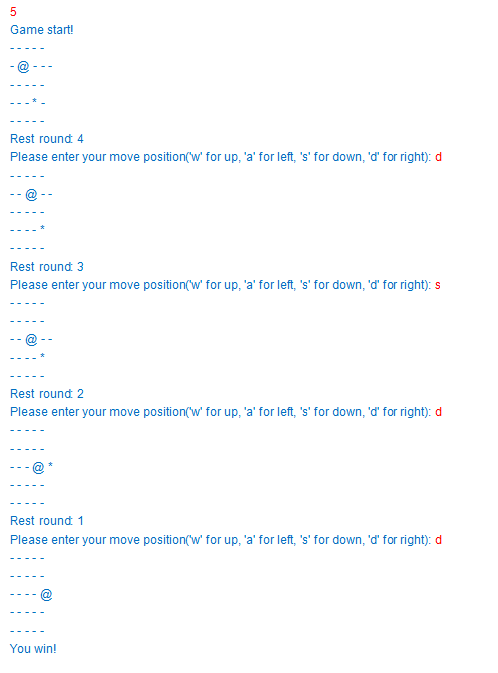 5
Game start!
- - - - -
- @ - - -
- - - - -
- - - * -
- - - - -
Rest round: 4
Please enter your move position('w' for up, 'a' for left, 's' for down, 'd' for right): d
- - - - -
- - @ - -
- - - - -
- - - - *
- - - - -
Rest round: 3
Please enter your move position('w' for up, 'a' for left, 's' for down, 'd' for right): s
- - - - -
- - - - -
- - @ - -
- - - - *
- - - - -
Rest round: 2
Please enter your move position('w' for up, 'a' for left, 's' for down, 'd' for right): d
- - - - -
- - - - -
- - - @ *
- - - - -
- - - - -
Rest round: 1
Please enter your move position('w' for up, 'a' for left, 's' for down, 'd' for right): d
- - - - -
- - - - -
- - - - @
- - - - -
- - - - -
You win!